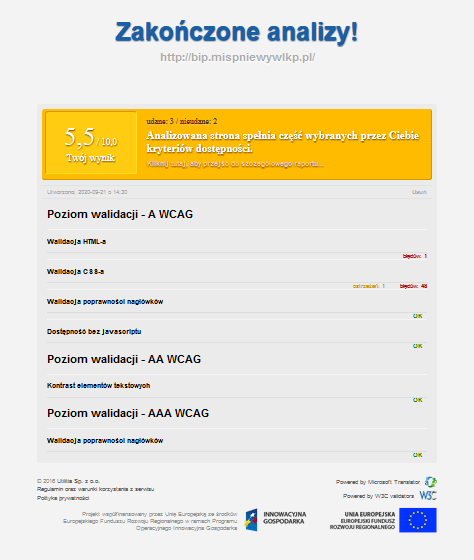 Zakończone analizy!
http://bip.mispniewywlkp.pl/
udane: 3 / nieudane: 2
5,5 / 10,0
Twój wynik
Analizowana strona spełnia część wybranych przez Ciebie
kryteriów dostępności.
Kliknij tutaj, aby przejść do szczegółowego reportu...
Utworzono: 2020-09-21 o 14:30
Usuń
Poziom walidacji - A WCAG
Walidacja HTML-a
błędów: 1
Walidacja CSS-a
ostrzeżeń: 1 błędów: 48
Walidacja poprawności nagłówków
OK
Dostępność bez javascriptu
OK
Poziom walidacji - AA WCAG
Kontrast elementów tekstowych
OK
Poziom walidacji - AAA WCAG
Walidacja poprawności nagłówków
OK
© 2016 Utilitia Sp. z o.o.
Regulamin oraz warunki korzystania z serwisu
Polityka prywatności
Powered by Microsoft Translator
Powered by W3C validators W3C
Projekt współfinansowany przez Unię Europejską ze środków
Europejskiego Funduszu Rozwoju Regionalnego w ramach Programu
Operacyjnego Innowacyjna Gospodarka
INNOWACYJNA
GOSPODARKA
UNIA EUROPEJSKA
EUROPEJSKI FUNDUSZ
ROZWOJU REGIONALNEGO